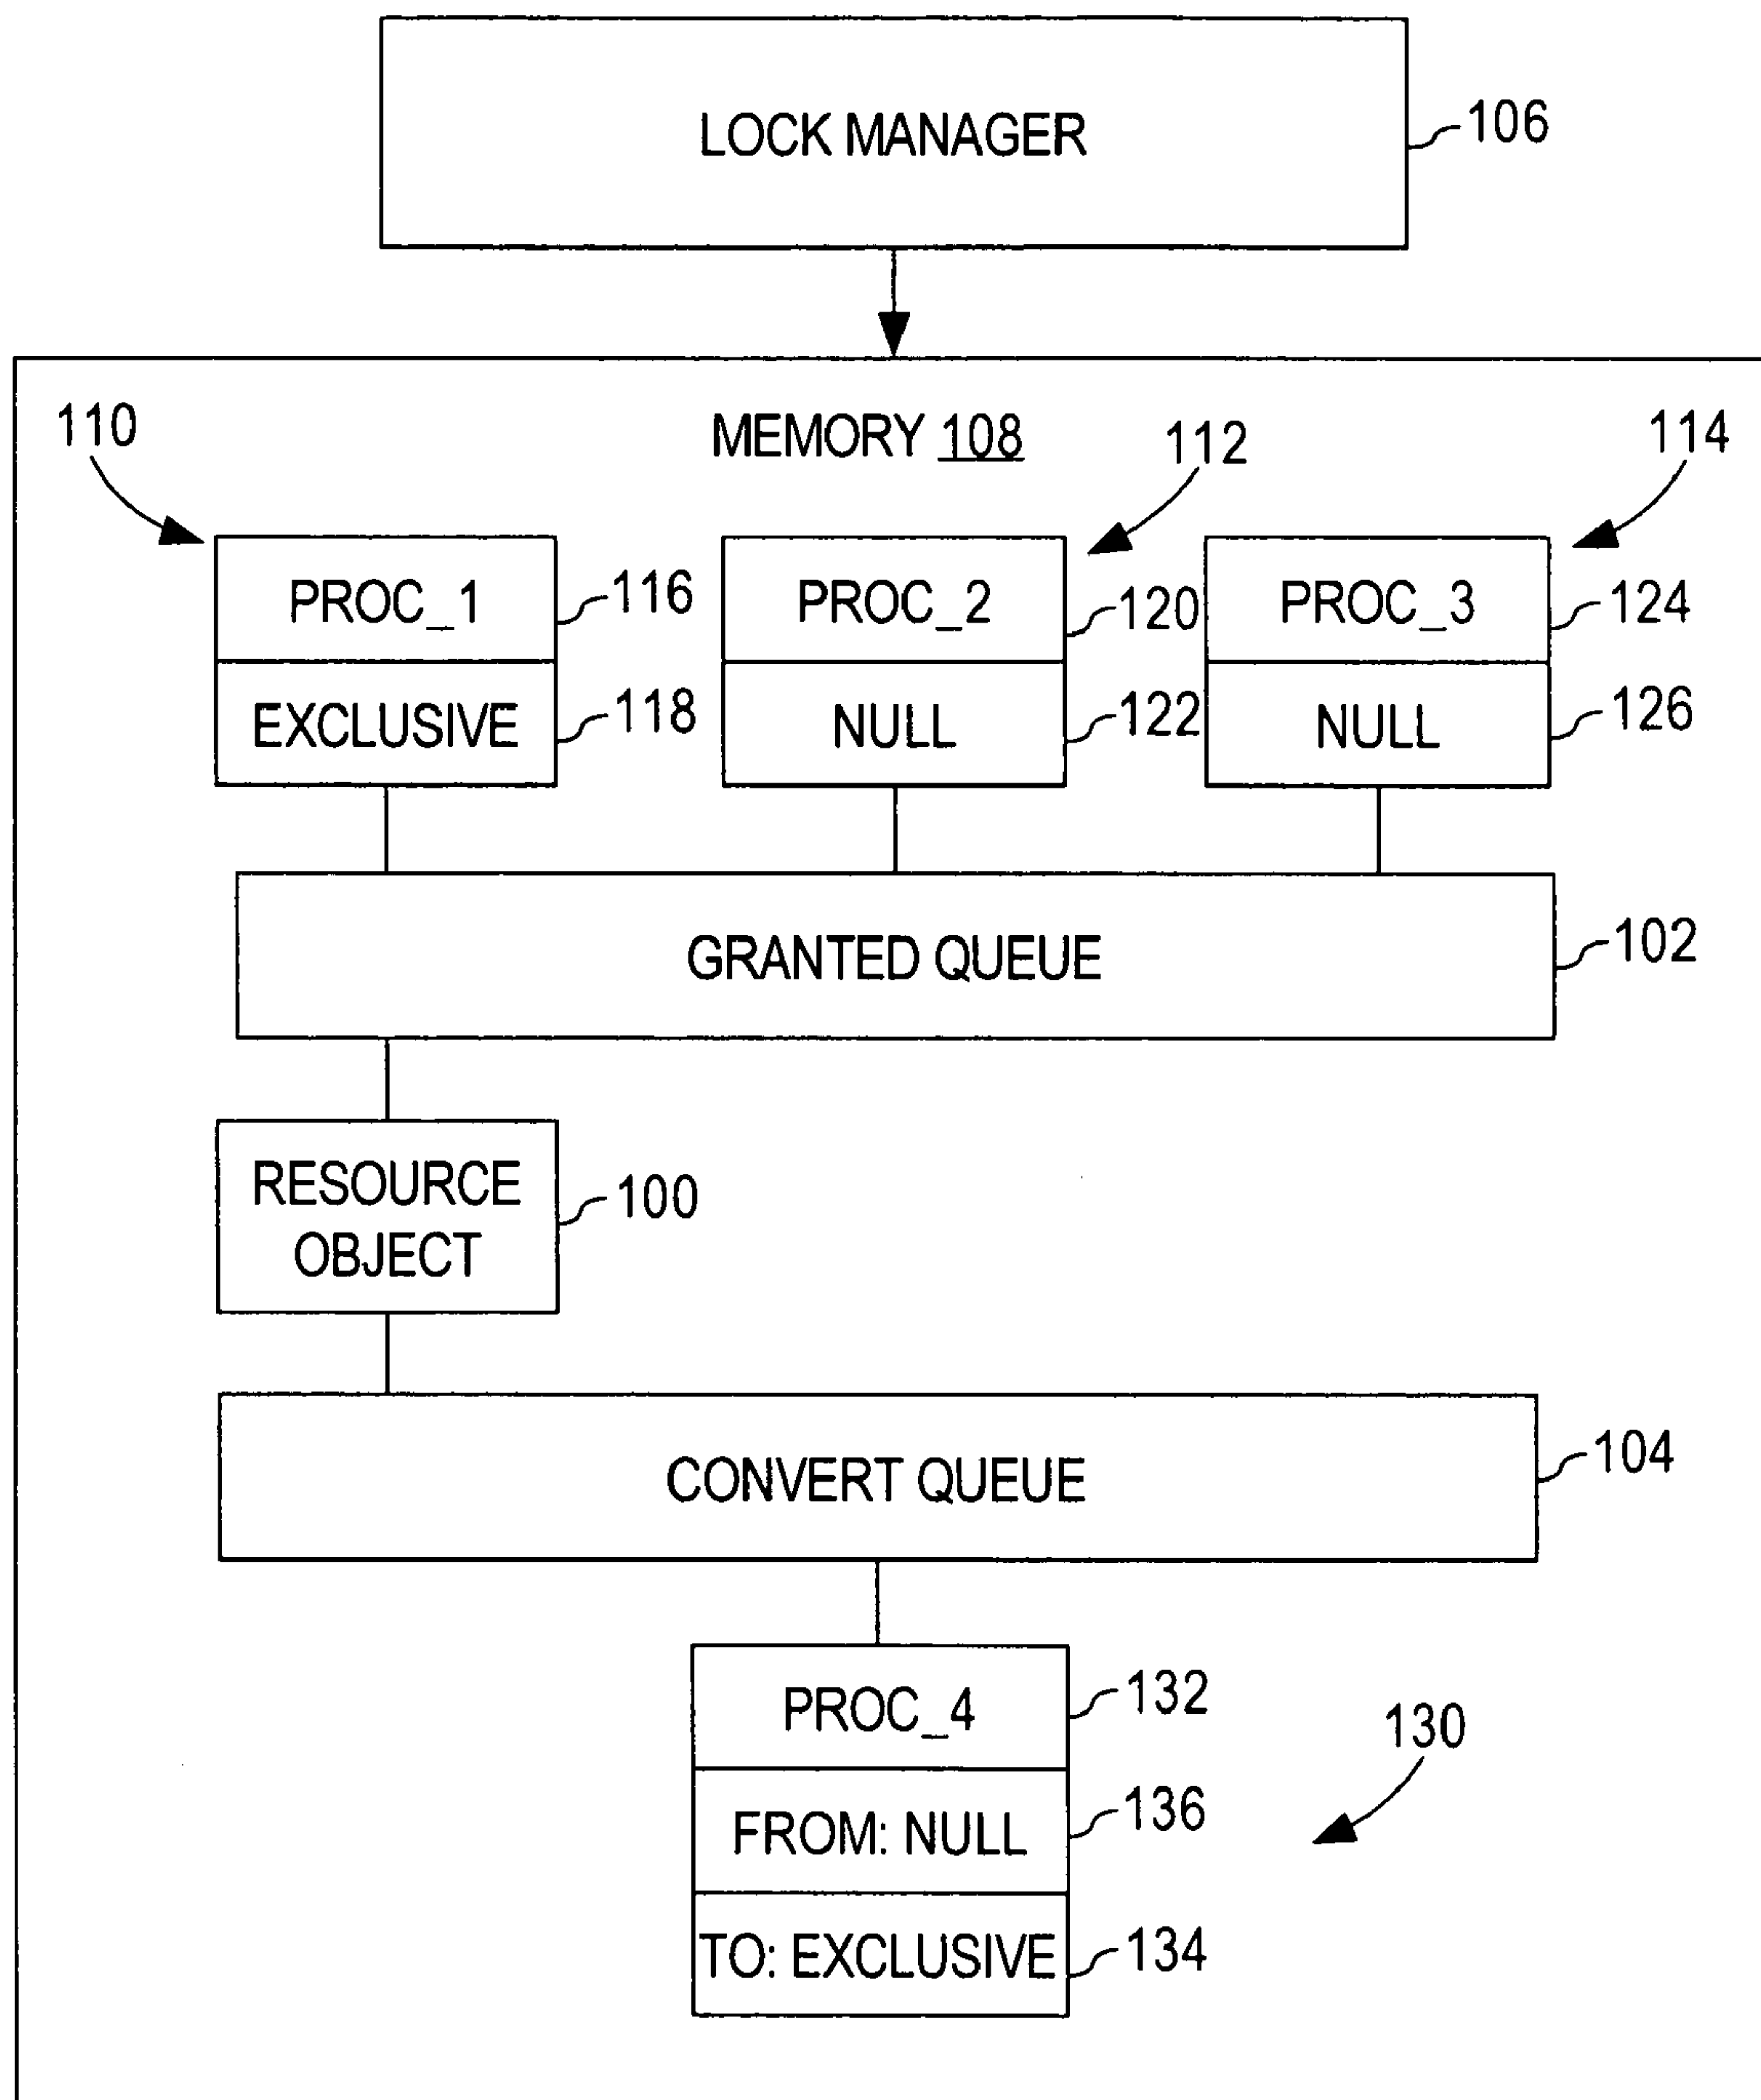 LOCK MANAGER
106
MEMORY 108
110
112
114
PROC_1
116
PROC_2
120
PROC_3
124
EXCLUSIVE
118
NULL
122
NULL
126
GRANTED QUEUE
102
RESOURCE
OBJECT
100
CONVERT QUEUE
104
PROC_4
132
130
FROM: NULL
136
TO: EXCLUSIVE
134